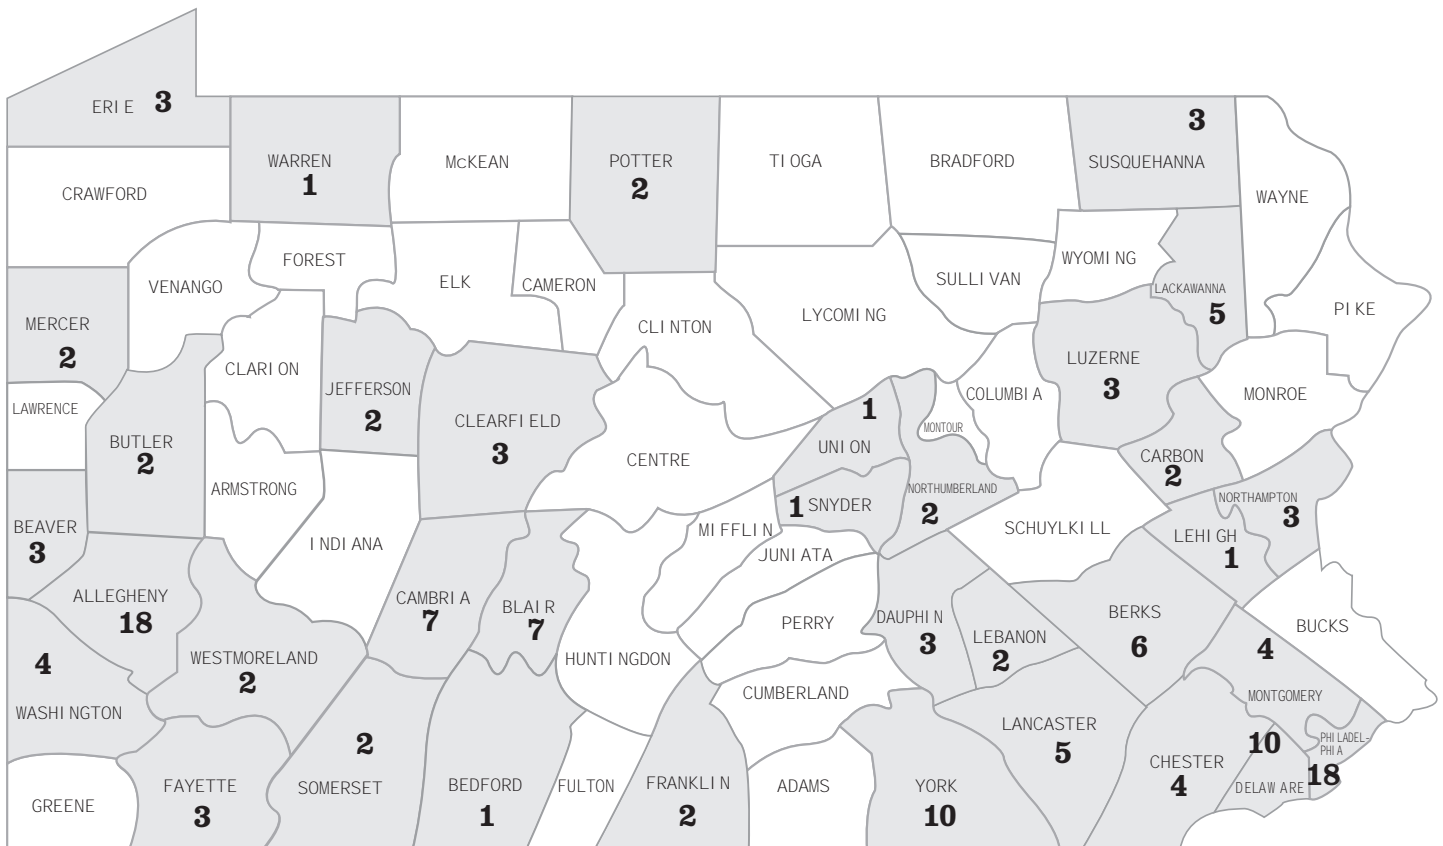 ERIE 3
3
WARREN
1
McKEAN
POTTER
2
TIOGA
BRADFORD
SUSQUEHANNA
CRAWFORD
WAYNE
FOREST
VENANGO
ELK
CAMERON
SULLIVAN
WYOMING
LACKAWANNA
5
MERCER
2
CLINTON
LYCOMING
PIKE
CLARION
JEFFERSON
2
LUZERNE
3
LAWRENCE
BUTLER
2
CLEARFIELD
3
1
UNION
COLUMBIA
MONTOUR
MONROE
CENTRE
CARBON
2
ARMSTRONG
1 SNYDER
NORTHUMBERLAND
2
NORTHAMPTON
3
BEAVER
3
INDIANA
MIFFLIN
JUNIATA
SCHUYLKILL
LEHIGH
1
ALLEGHENY
18
CAMBRIA
7
BLAIR
7
PERRY
DAUPHIN
3
LEBANON
2
BERKS
6
BUCKS
4
WASHINGTON
WESTMORELAND
2
HUNTINGDON
CUMBERLAND
4
MONTGOMERY
2
SOMERSET
LANCASTER
5
10
DELAWARE
PHILADEL-
PHIA
18
GREENE
FAYETTE
3
BEDFORD
1
FULTON
FRANKLIN
2
ADAMS
YORK
10
CHESTER
4